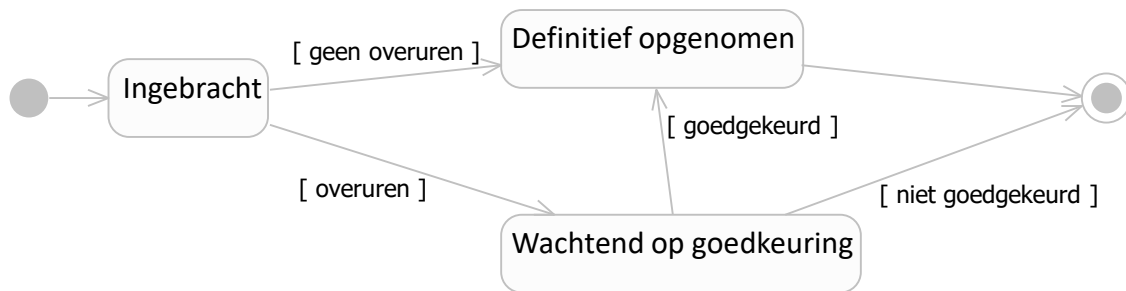 Definitief opgenomen
[ geen overuren ]
Ingebracht
[ goedgekeurd ]
[ overuren ]
[ niet goedgekeurd ]
Wachtend op goedkeuring